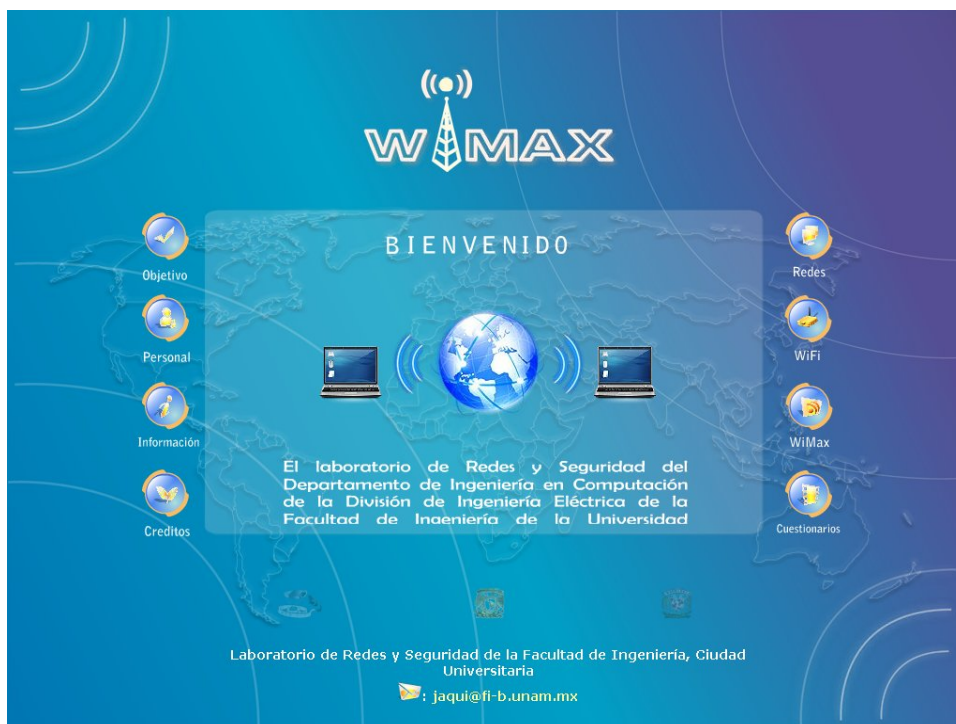 WiMAX
BIENVENIDO
Objetivo
Personal
Información
Creditos
Redes
WiFi
WiMax
Cuestionarios
El laboratorio de Redes y Seguridad del
Departamento de Ingeniería en Computación
de la División de Ingeniería Eléctrica de la
Facultad de Ingeniería de la Universidad
Laboratorio de Redes y Seguridad de la Facultad de Ingeniería, Ciudad
Universitaria
: jaqui@fi-b.unam.mx